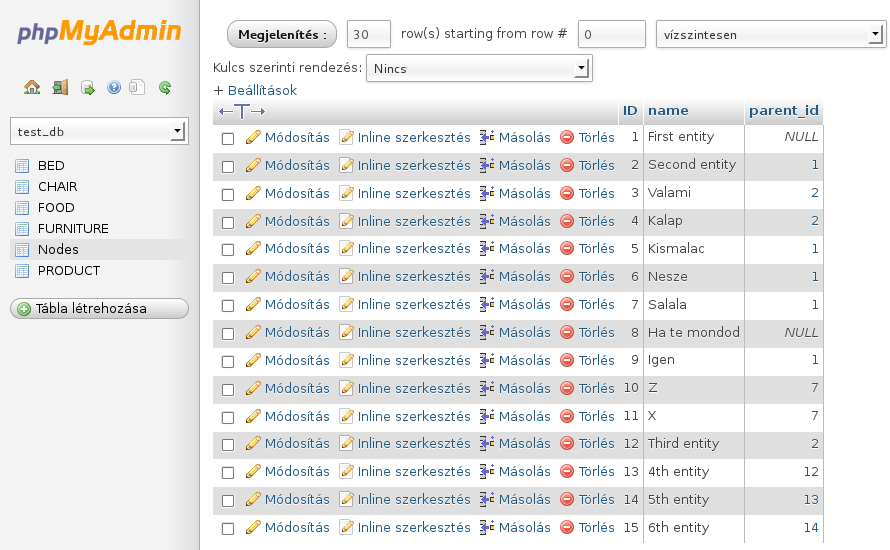 phpMyAdmin
test_db
BED
CHAIR
FOOD
FURNITURE
Nodes
PRODUCT
Tábla létrehozása
Megjelenítés : 30 row(s) starting from row # 0 vízszintesen
Kulcs szerinti rendezés: Nincs
+ Beállítások
←T→ ID name parent_id
Módosítás Inline szerkesztés Másolás Törlés 1 First entity NULL
Módosítás Inline szerkesztés Másolás Törlés 2 Second entity 1
Módosítás Inline szerkesztés Másolás Törlés 3 Valami 2
Módosítás Inline szerkesztés Másolás Törlés 4 Kalap 2
Módosítás Inline szerkesztés Másolás Törlés 5 Kismalac 1
Módosítás Inline szerkesztés Másolás Törlés 6 Nesze 1
Módosítás Inline szerkesztés Másolás Törlés 7 Salala 1
Módosítás Inline szerkesztés Másolás Törlés 8 Ha te mondod NULL
Módosítás Inline szerkesztés Másolás Törlés 9 Igen 1
Módosítás Inline szerkesztés Másolás Törlés 10 Z 7
Módosítás Inline szerkesztés Másolás Törlés 11 X 7
Módosítás Inline szerkesztés Másolás Törlés 12 Third entity 2
Módosítás Inline szerkesztés Másolás Törlés 13 4th entity 12
Módosítás Inline szerkesztés Másolás Törlés 14 5th entity 13
Módosítás Inline szerkesztés Másolás Törlés 15 6th entity 14